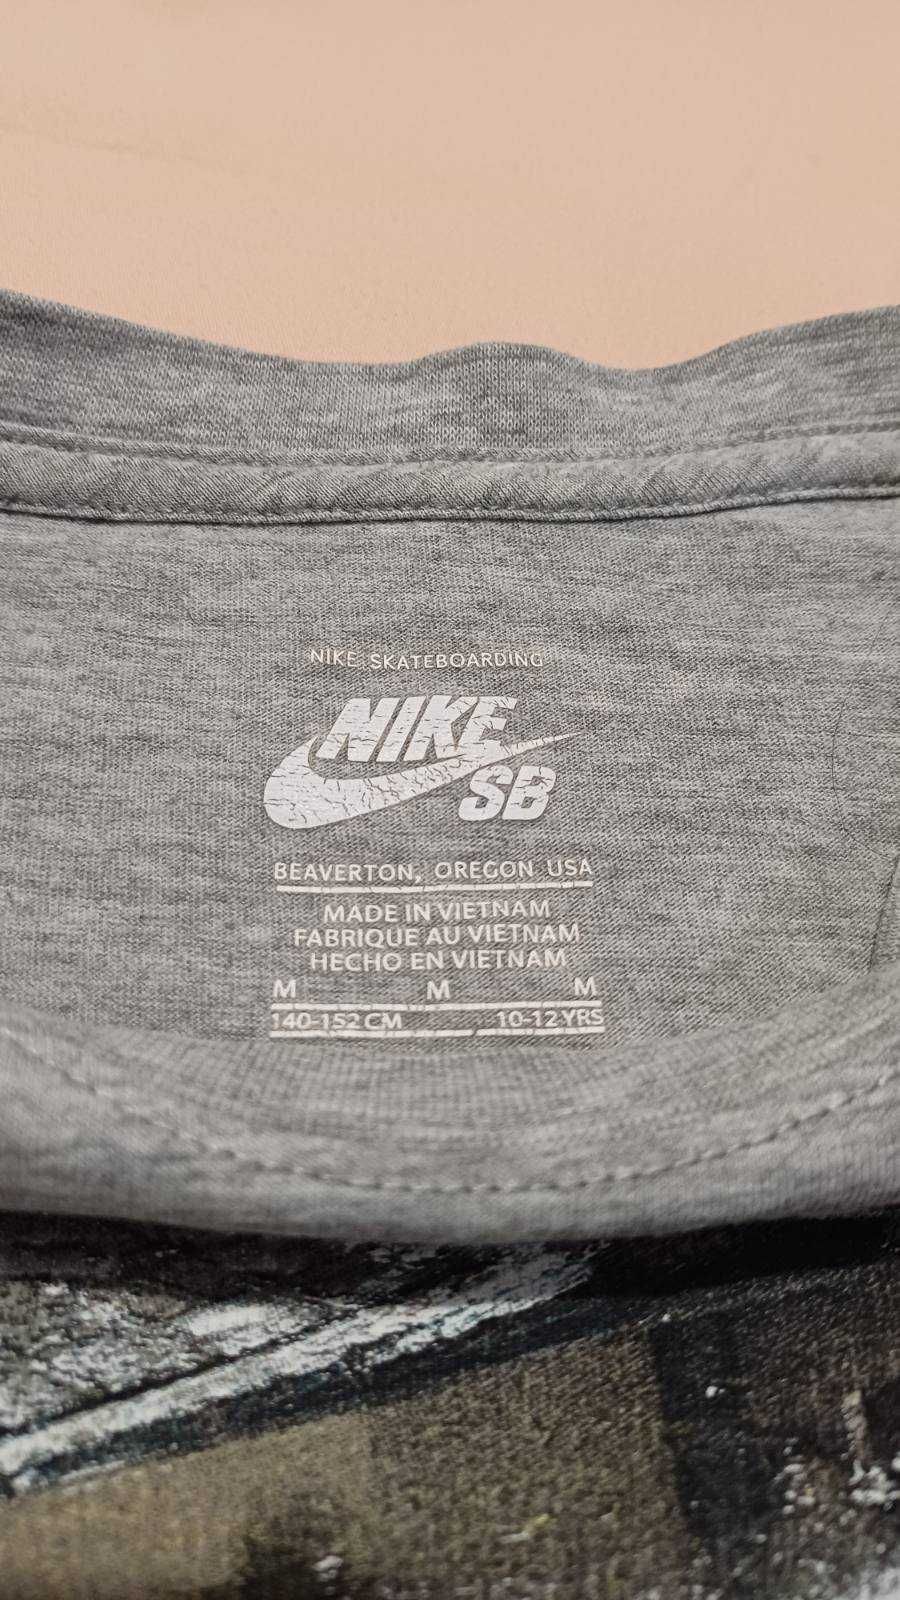 NIKE SKATEBOARDING
NIKE
SB
BEAVERTON, OREGON USA
MADE IN VIETNAM
FABRIQUE AU VIETNAM
HECHO EN VIETNAM
M M M
140-152 CM 10-12 YRS